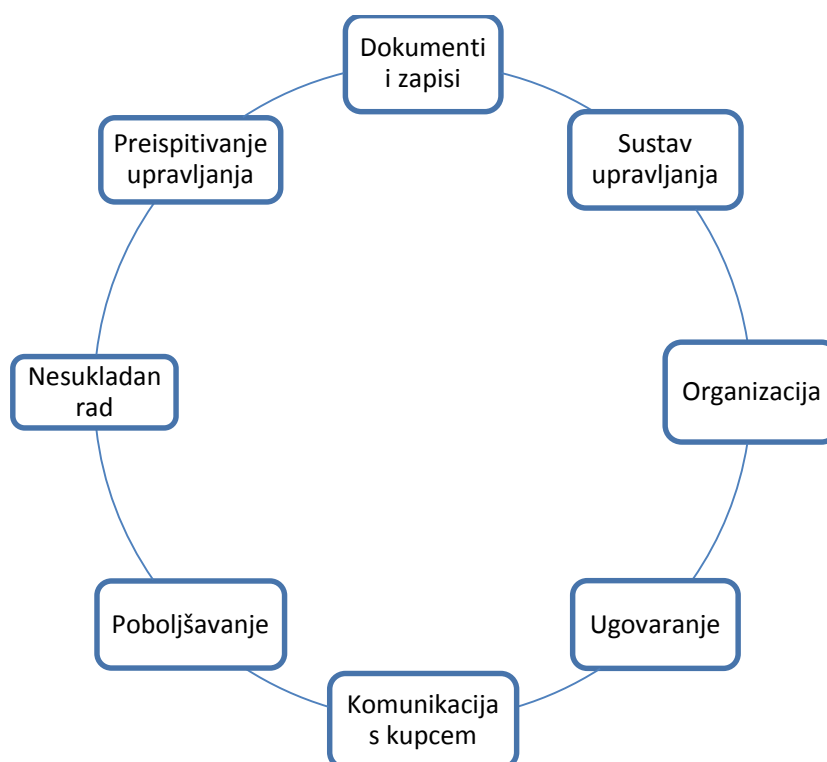 Dokumenti
i zapisi
Sustav
upravljanja
Organizacija
Ugovaranje
Komunikacija
s kupcem
Poboljšavanje
Nesukladan
rad
Preispitivanje
upravljanja